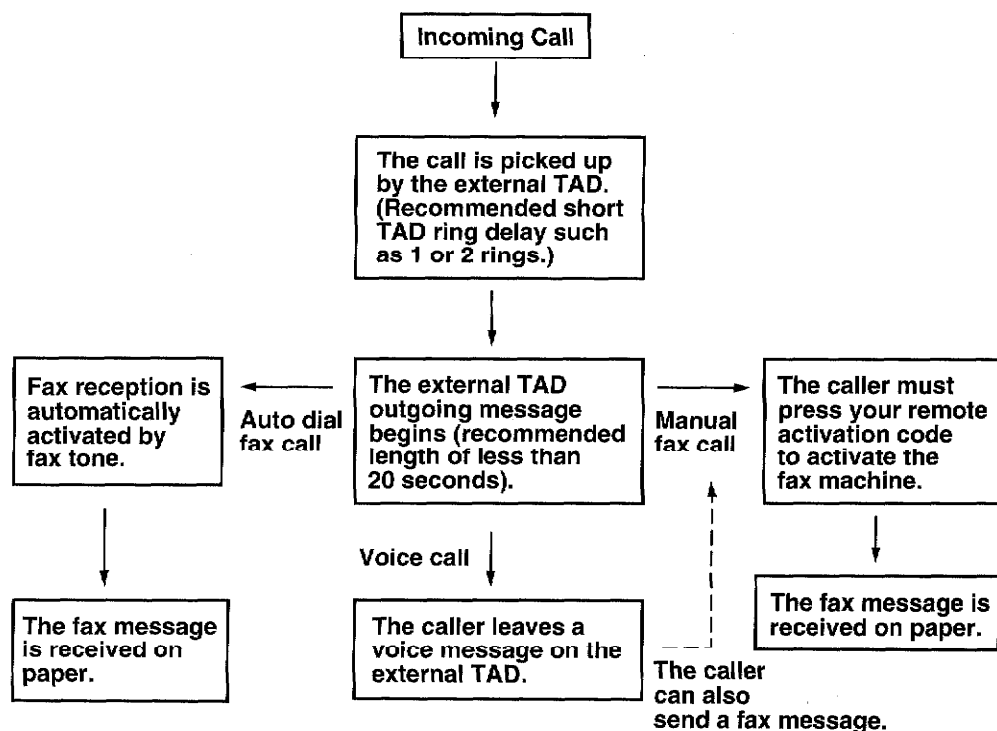 Incoming Call
The call is picked up
by the external TAD.
(Recommended short
TAD ring delay such
as 1 or 2 rings.)
Fax reception is
automatically
activated by
fax tone.
Auto dial
fax call
The external TAD
outgoing message
begins (recommended
length of less than
20 seconds).
Manual
fax call
The caller must
press your remote
activation code
to activate the
fax machine.
Voice call
The fax message
is received on
paper.
The caller leaves a
voice message on the
external TAD.
The fax message is
received on paper.
The caller
can also
send a fax message.